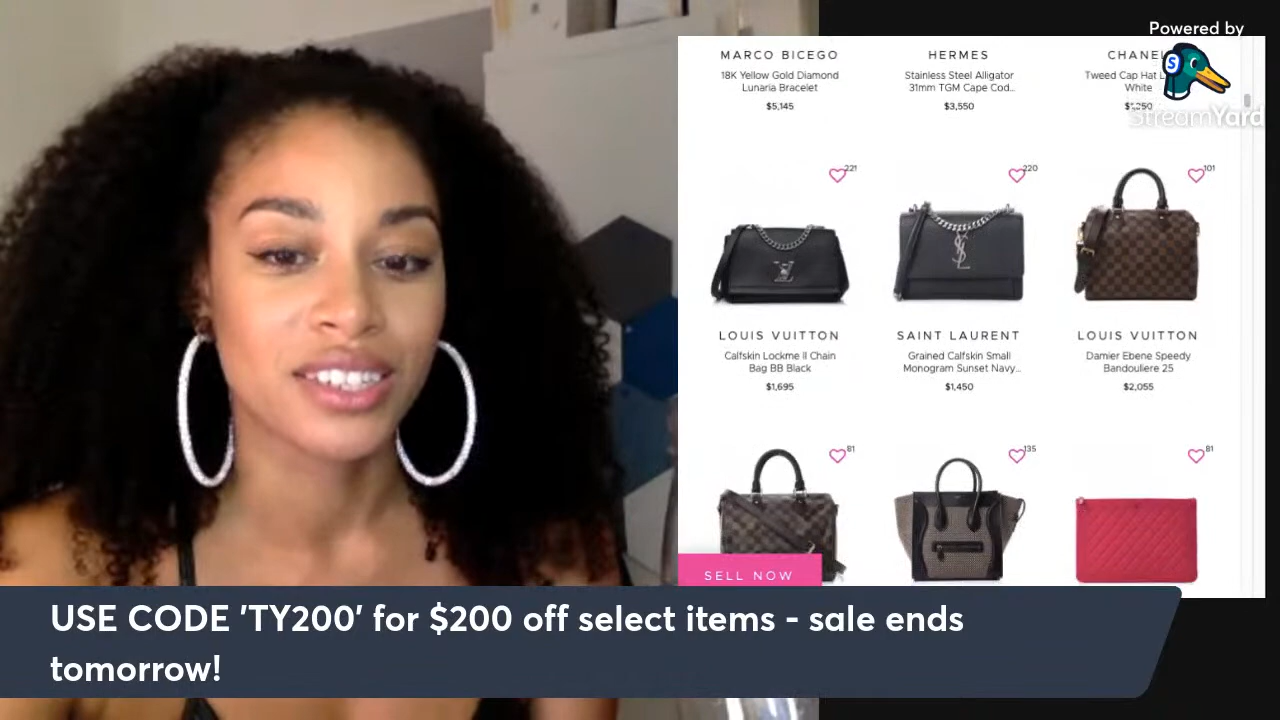 Powered by
StreamYard
MARCO BICEGO
18K Yellow Gold Diamond
Lunaria Bracelet
$5,145
HERMES
Stainless Steel Alligator
31mm TGM Cape Cod...
$3,550
CHANEL
Tweed Cap Hat
White
221
LOUIS VUITTON
Calfskin Lockme II Chain
Bag BB Black
$1,695
220
SAINT LAURENT
Grained Calfskin Small
Monogram Sunset Navy...
$1,450
101
LOUIS VUITTON
Damier Ebene Speedy
Bandouliere 25
$2,055
81
135
81
SELL NOW
USE CODE 'TY200' for $200 off select items - sale ends
tomorrow!